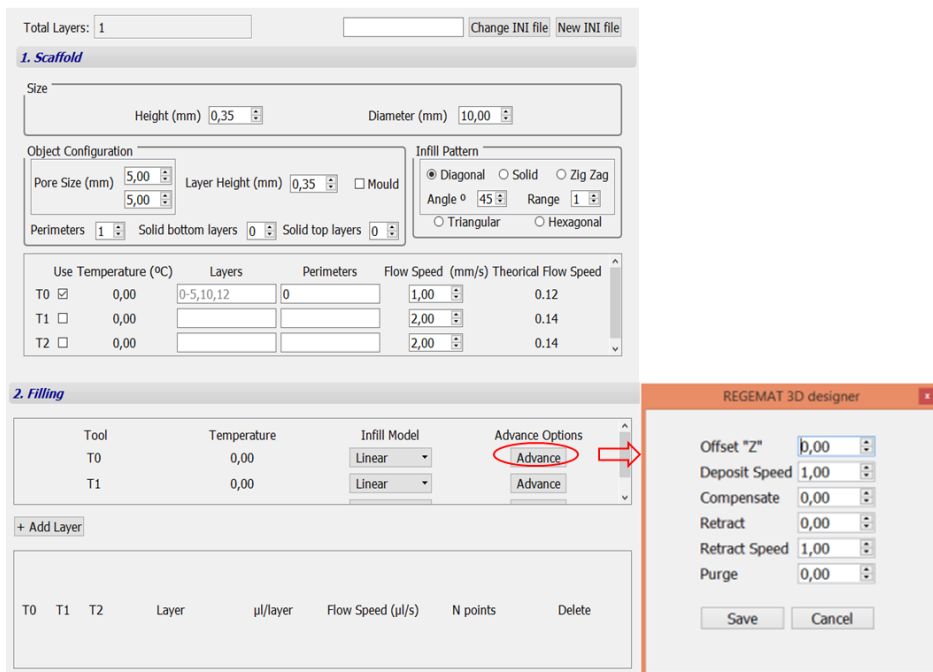 Total Layers: 1 Change INI file New INI file
1. Scaffold
Size
Height (mm) 0,35 Diameter (mm) 10,00
Object Configuration
Pore Size (mm) 5,00
5,00
Layer Height (mm) 0,35 Mould
Perimeters 1 Solid bottom layers 0 Solid top layers 0
Infill Pattern
Diagonal Solid Zig Zag
Angle º 45 Range 1
Triangular Hexagonal
Use Temperature (ºC) Layers Perimeters Flow Speed (mm/s) Theorical Flow Speed
T0 0,00 0-5,10,12 0 1,00 0.12
T1 0,00 2,00 0.14
T2 0,00 2,00 0.14
2. Filling
Tool Temperature Infill Model Advance Options
T0 0,00 Linear Advance
T1 0,00 Linear Advance
+ Add Layer
T0 T1 T2 Layer µl/layer Flow Speed (µl/s) N points Delete
REGEMAT 3D designer x
Offset "Z" 0,00
Deposit Speed 1,00
Compensate 0,00
Retract 0,00
Retract Speed 1,00
Purge 0,00
Save Cancel